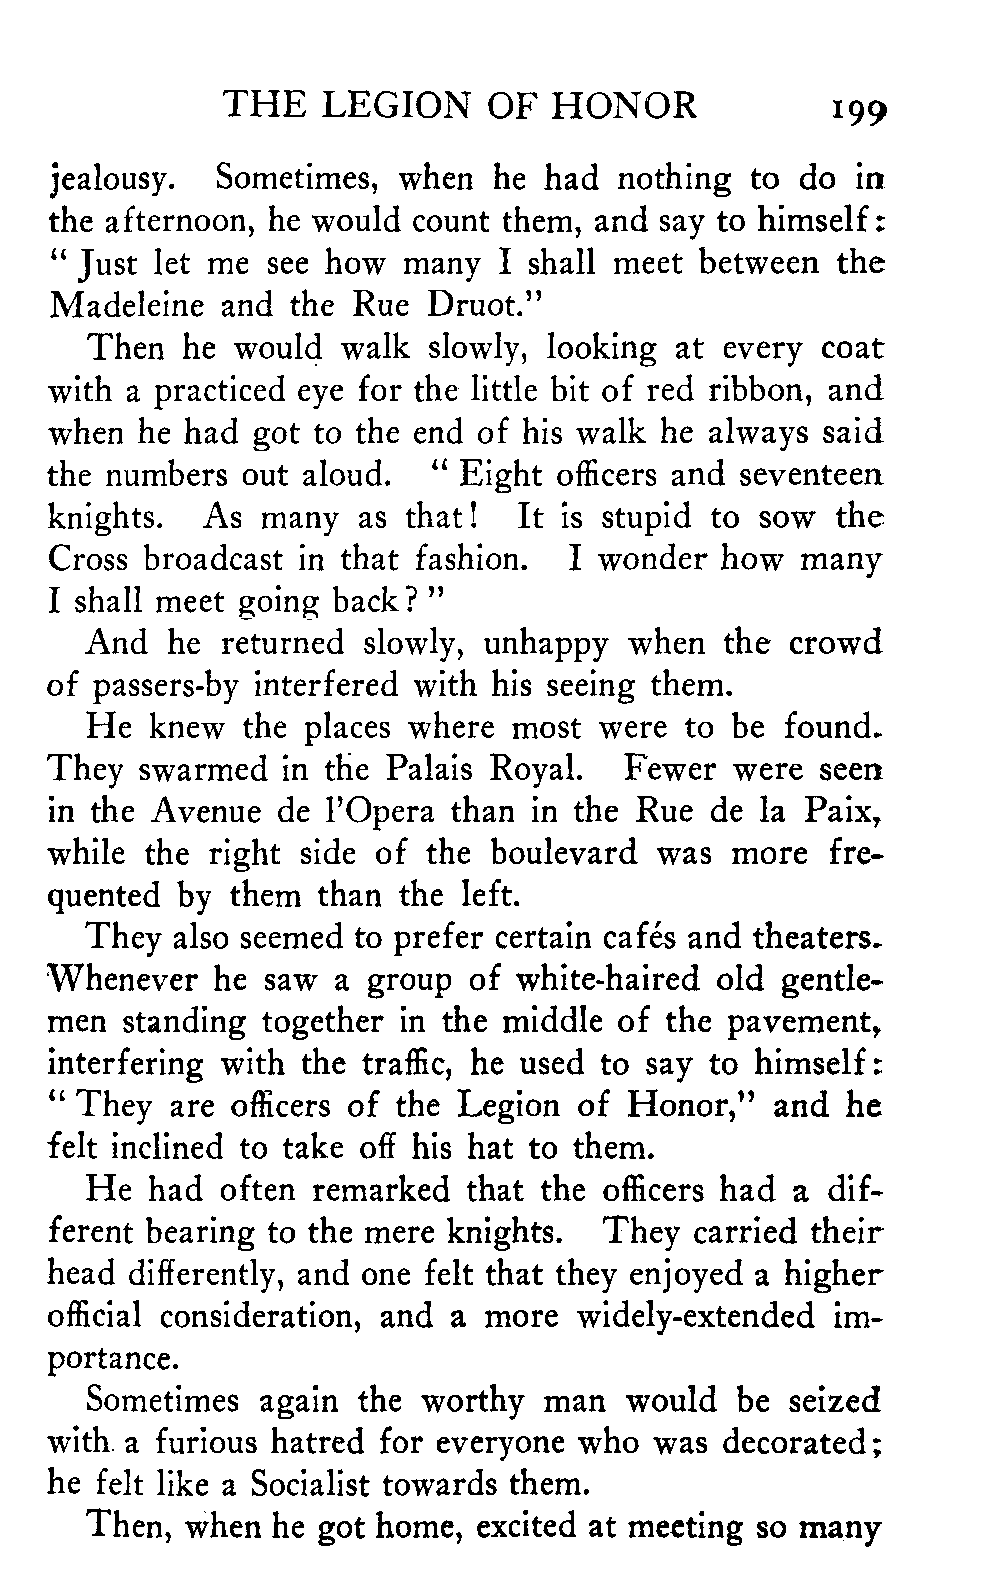 THE LEGION OF HONOR 199
jealousy. Sometimes, when he had nothing to do in
the afternoon, he would count them, and say to himself:
“ Just let me see how many I shall meet between the
Madeleine and the Rue Druot.”
Then he would walk slowly, looking at every coat
with a practiced eye for the little bit of red ribbon, and
when he had got to the end of his walk he always said
the numbers out aloud. “ Eight officers and seventeen
knights. As many as that! It is stupid to sow the
Cross broadcast in that fashion. I wonder how many
I shall meet going back? ”
And he returned slowly, unhappy when the crowd
of passers-by interfered with his seeing them.
He knew the places where most were to be found.
They swarmed in the Palais Royal. Fewer were seen
in the Avenue de l’Opera than in the Rue de la Paix,
while the right side of the boulevard was more fre-
quented by them than the left.
They also seemed to prefer certain cafés and theaters.
Whenever he saw a group of white-haired old gentle-
men standing together in the middle of the pavement,
interfering with the traffic, he used to say to himself:
“ They are officers of the Legion of Honor,” and he
felt inclined to take off his hat to them.
He had often remarked that the officers had a dif-
ferent bearing to the mere knights. They carried their
head differently, and one felt that they enjoyed a higher
official consideration, and a more widely-extended im-
portance.
Sometimes again the worthy man would be seized
with a furious hatred for everyone who was decorated;
he felt like a Socialist towards them.
Then, when he got home, excited at meeting so many